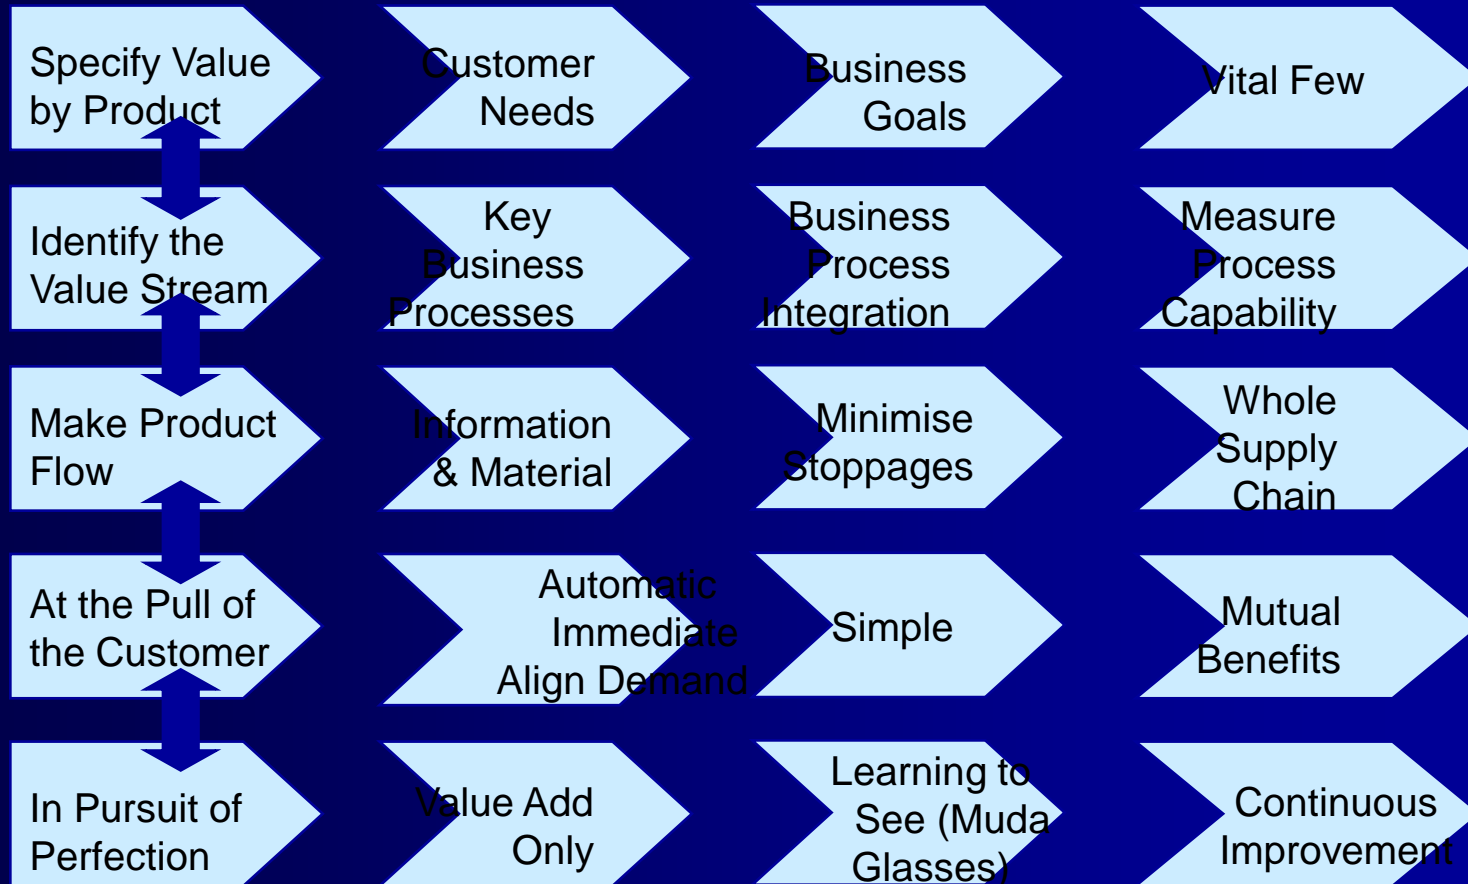 Specify Value
by Product
Customer
Needs
Business
Goals
Vital Few
Identify the
Value Stream
Key
Business
Processes
Business
Process
Integration
Measure
Process
Capability
Make Product
Flow
Information
& Material
Minimise
Stoppages
Whole
Supply
Chain
At the Pull of
the Customer
Automatic
Immediate
Align Demand
Simple
Mutual
Benefits
In Pursuit of
Perfection
Value Add
Only
Learning to
See (Muda
Glasses)
Continuous
Improvement